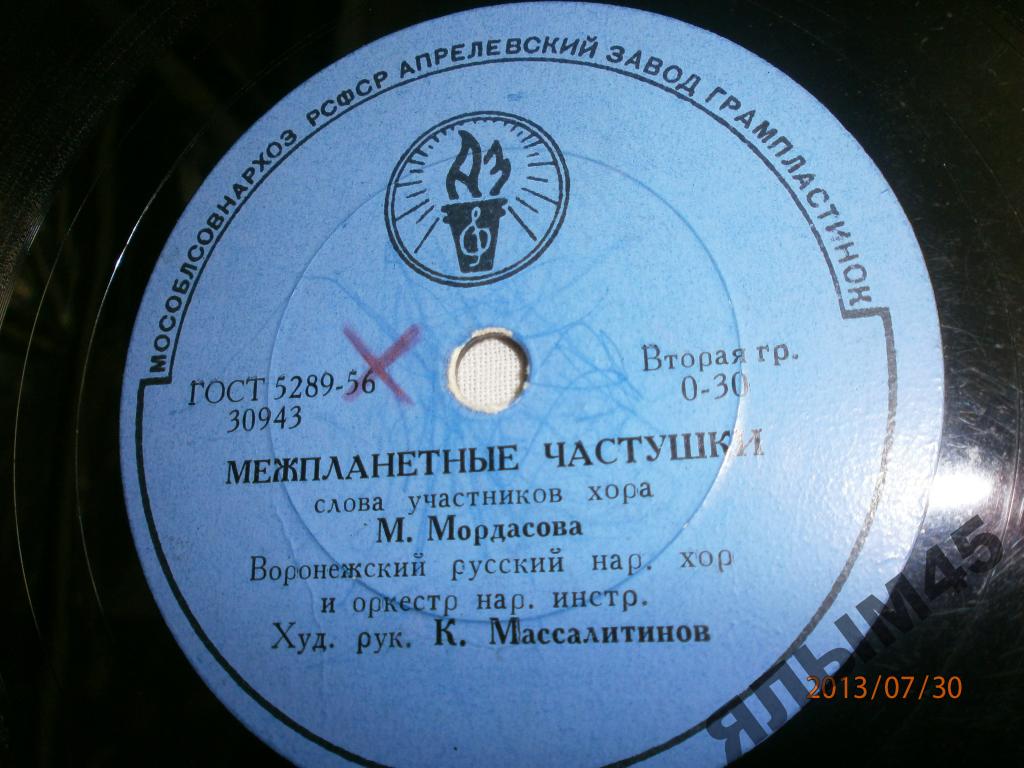 МОСОБЛСОВНАРХОЗ РСФСР АПРЕЛЕВСКИЙ ЗАВОД ГРАМПЛАСТИНОК
АЗ
ГОСТ 5289-56
30943
Вторая гр.
0-30
МЕЖПЛАНЕТНЫЕ ЧАСТУШКИ
слова участников хора
М. Мордасова
Воронежский русский нар. хор
и оркестр нар. инстр.
Худ. рук. К. Массалитинов
ЯЛЫМ45
2013/07/30